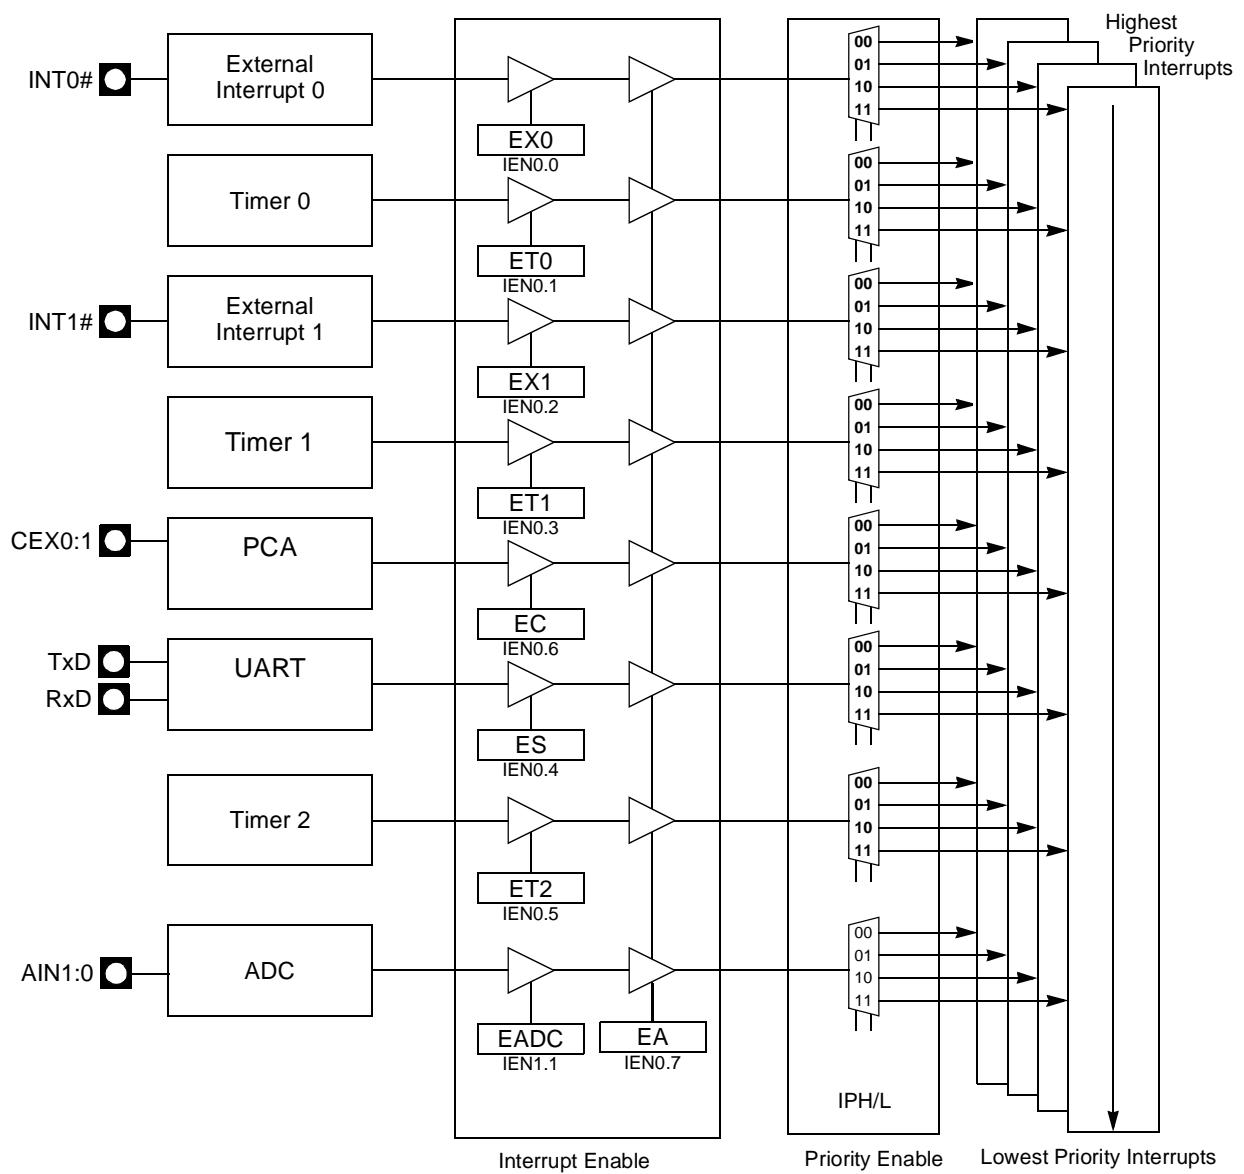 Highest
Priority
Interrupts
INT0#
External
Interrupt 0
EX0
IEN0.0
00
01
10
11
Timer 0
ET0
IEN0.1
00
01
10
11
INT1#
External
Interrupt 1
EX1
IEN0.2
00
01
10
11
Timer 1
ET1
IEN0.3
00
01
10
11
CEX0:1
PCA
EC
IEN0.6
00
01
10
11
TxD
RxD
UART
ES
IEN0.4
00
01
10
11
Timer 2
ET2
IEN0.5
00
01
10
11
AIN1:0
ADC
EADC
IEN1.1
EA
IEN0.7
00
01
10
11
IPH/L
Interrupt Enable
Priority Enable
Lowest Priority Interrupts